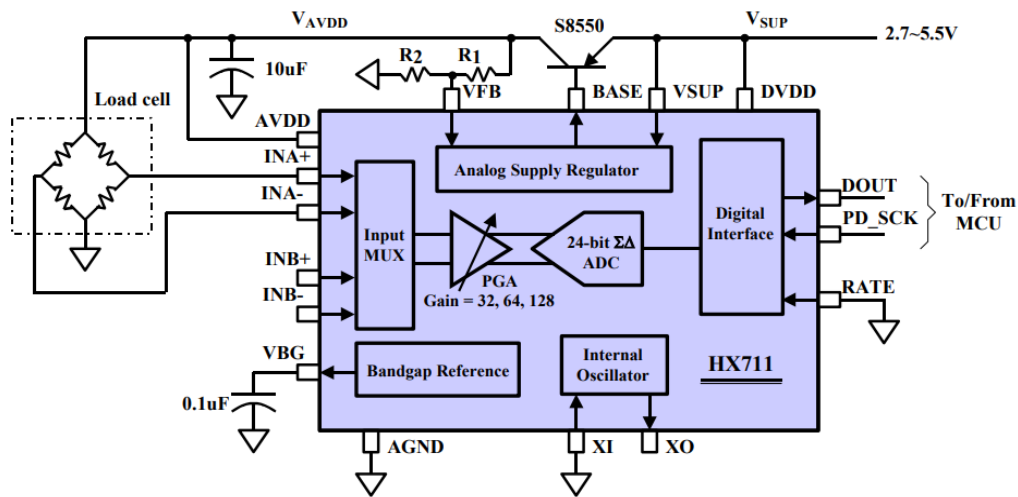 V_AVDD
S8550
V_SUP
2.7~5.5V
10uF
R2
R1
Load cell
VFB
BASE
VSUP
DVDD
AVDD
INA+
INA-
INB+
INB-
VBG
0.1uF
Analog Supply Regulator
Input
MUX
PGA
Gain = 32, 64, 128
24-bit ΣΔ
ADC
Digital
Interface
DOUT
PD_SCK
To/From
MCU
RATE
Bandgap Reference
Internal
Oscillator
HX711
AGND
XI
XO